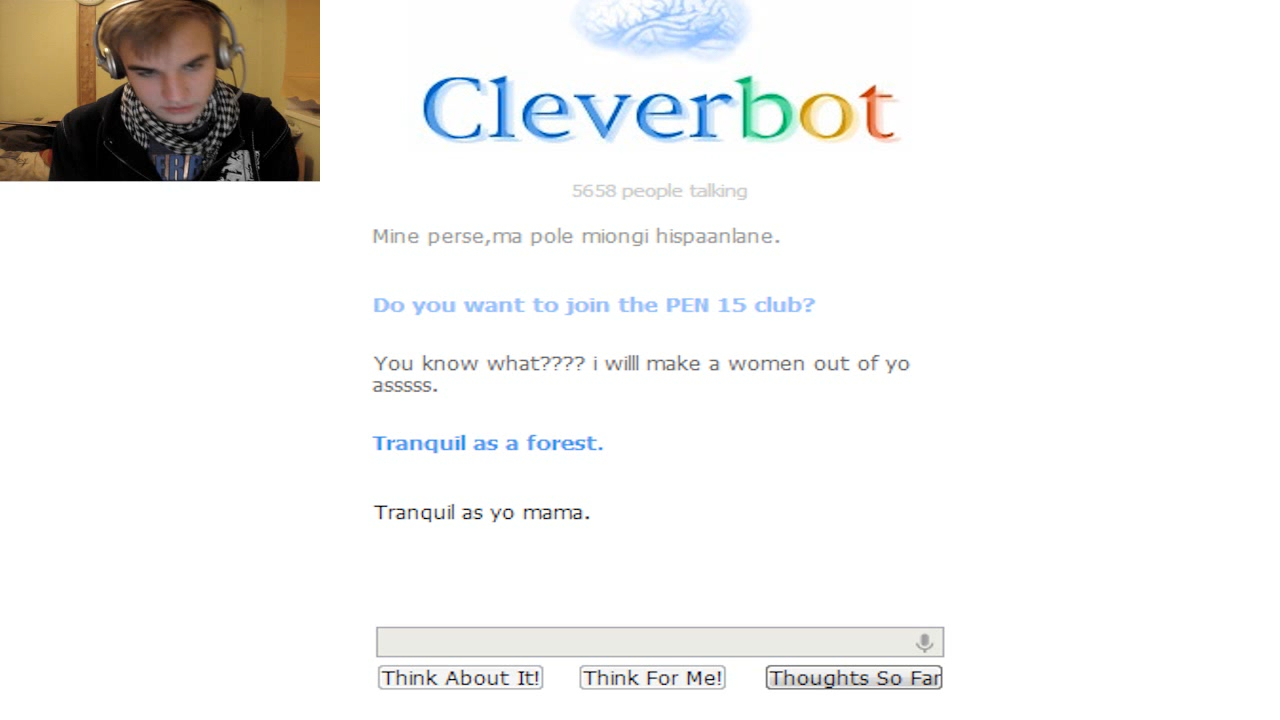 Cleverbot
5658 people talking
Mine perse,ma pole miongi hispaanlane.
Do you want to join the PEN 15 club?
You know what???? i willl make a women out of yo
asssss.
Tranquil as a forest.
Tranquil as yo mama.
Think About It!
Think For Me!
Thoughts So Far